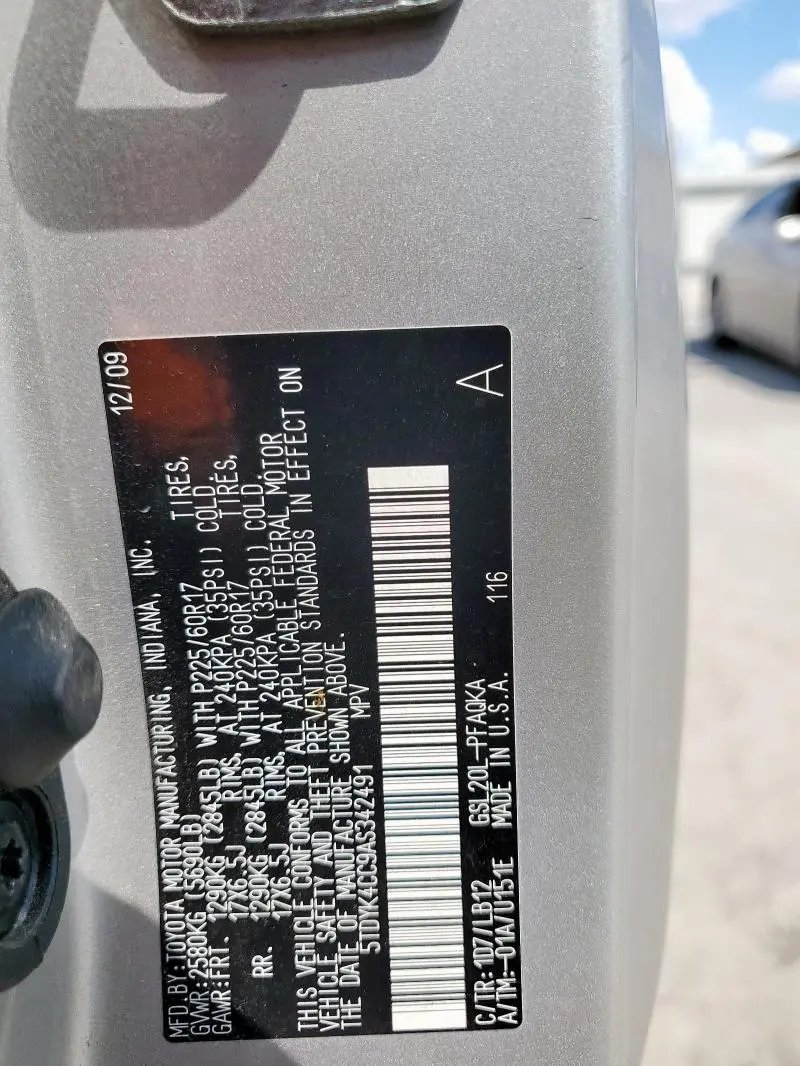 MFD.BY:TOYOTA MOTOR MANUFACTURING, INDIANA, INC. 12/09
GVWR:2580KG (5690LB)
GAWR:FRT. 1290KG (2845LB) WITH P225/60R17 TIRES,
17X6.5J RIMS, AT 240KPA (35PSI) COLD.
RR. 1290KG (2845LB) WITH P225/60R17 TIRES,
17X6.5J RIMS, AT 240KPA (35PSI) COLD.
THIS VEHICLE CONFORMS TO ALL APPLICABLE FEDERAL MOTOR
VEHICLE SAFETY AND THEFT PREVENTION STANDARDS IN EFFECT ON
THE DATE OF MANUFACTURE SHOWN ABOVE.
5TDYK4CC9AS342491 MPV
C/TR:1D7/LB12 GSL20L-PFAQKA 116
A/TM:-01A/U151E MADE IN U.S.A. A